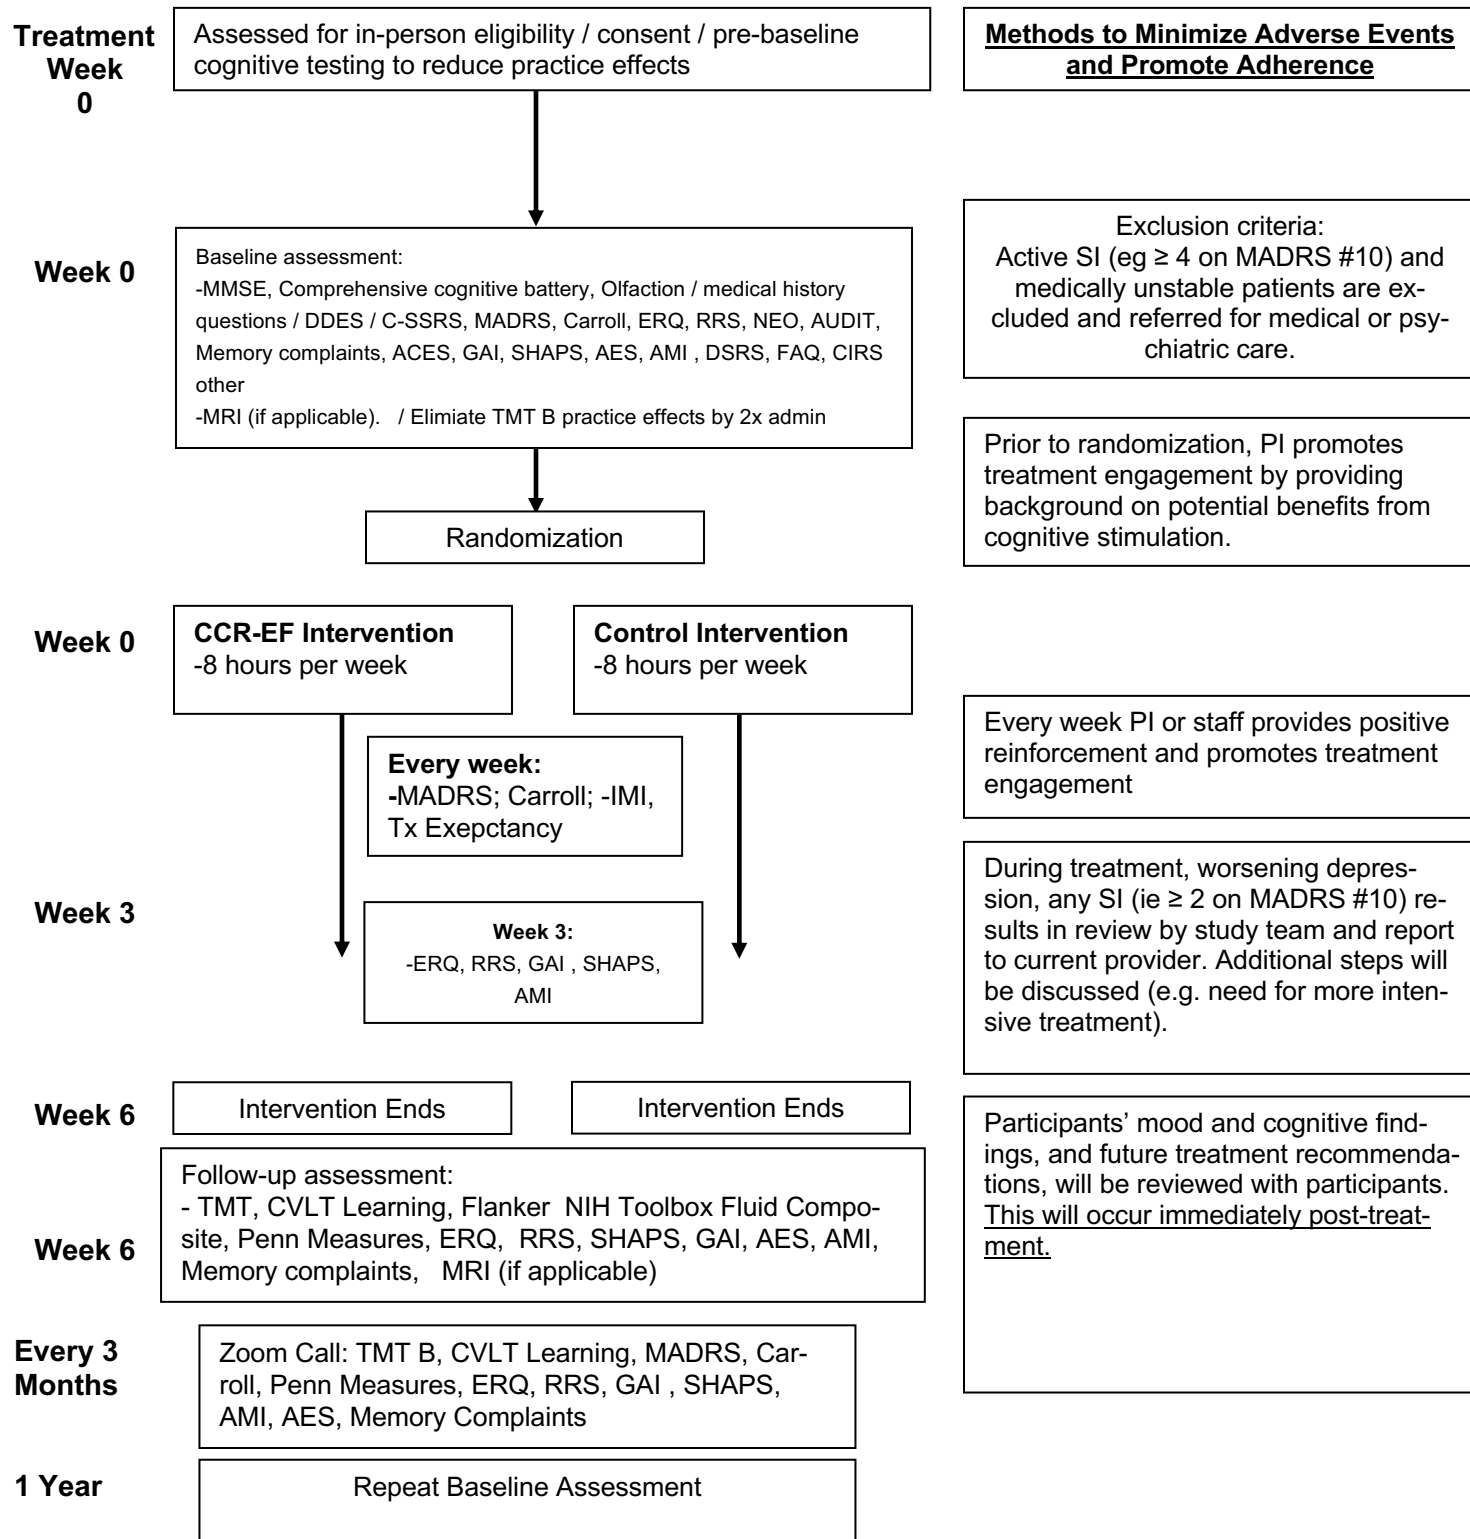 Treatment
Week
0
Assessed for in-person eligibility / consent / pre-baseline
cognitive testing to reduce practice effects
Methods to Minimize Adverse Events
and Promote Adherence
Week 0
Baseline assessment:
-MMSE, Comprehensive cognitive battery, Olfaction / medical history
questions / DDES / C-SSRS, MADRS, Carroll, ERQ, RRS, NEO, AUDIT,
Memory complaints, ACES, GAI, SHAPS, AES, AMI , DSRS, FAQ, CIRS
other
-MRI (if applicable). / Elimiate TMT B practice effects by 2x admin
Exclusion criteria:
Active SI (eg ≥ 4 on MADRS #10) and
medically unstable patients are ex-
cluded and referred for medical or psy-
chiatric care.
Prior to randomization, PI promotes
treatment engagement by providing
background on potential benefits from
cognitive stimulation.
Randomization
Week 0
CCR-EF Intervention
-8 hours per week
Control Intervention
-8 hours per week
Every week:
-MADRS; Carroll; -IMI,
Tx Exepctancy
Every week PI or staff provides positive
reinforcement and promotes treatment
engagement
Week 3
Week 3:
-ERQ, RRS, GAI , SHAPS,
AMI
During treatment, worsening depres-
sion, any SI (ie ≥ 2 on MADRS #10) re-
sults in review by study team and report
to current provider. Additional steps will
be discussed (e.g. need for more inten-
sive treatment).
Week 6
Intervention Ends
Intervention Ends
Week 6
Follow-up assessment:
- TMT, CVLT Learning, Flanker NIH Toolbox Fluid Compo-
site, Penn Measures, ERQ, RRS, SHAPS, GAI, AES, AMI,
Memory complaints, MRI (if applicable)
Participants’ mood and cognitive find-
ings, and future treatment recommenda-
tions, will be reviewed with participants.
This will occur immediately post-treat-
ment.
Every 3
Months
Zoom Call: TMT B, CVLT Learning, MADRS, Car-
roll, Penn Measures, ERQ, RRS, GAI , SHAPS,
AMI, AES, Memory Complaints
1 Year
Repeat Baseline Assessment